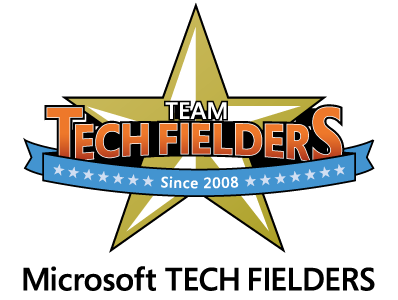 TEAM
TECH FIELDERS
Since 2008
Microsoft TECH FIELDERS